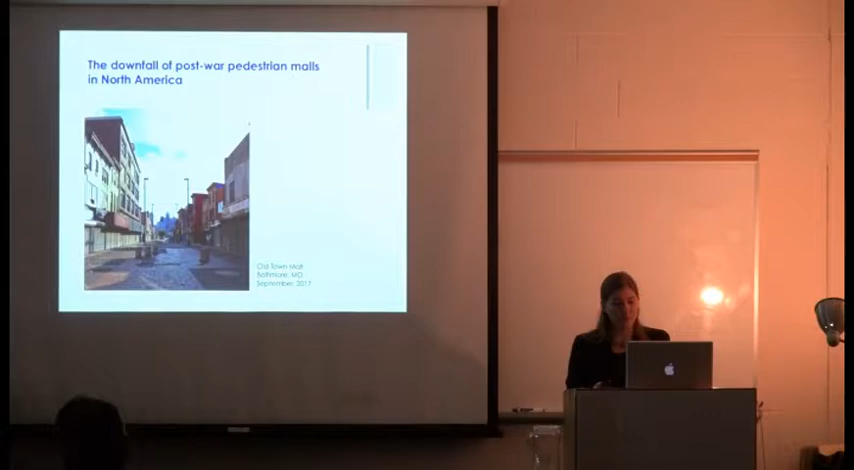 The downfall of post-war pedestrian malls
in North America
Old Town Mall
Baltimore, MD
September, 2017